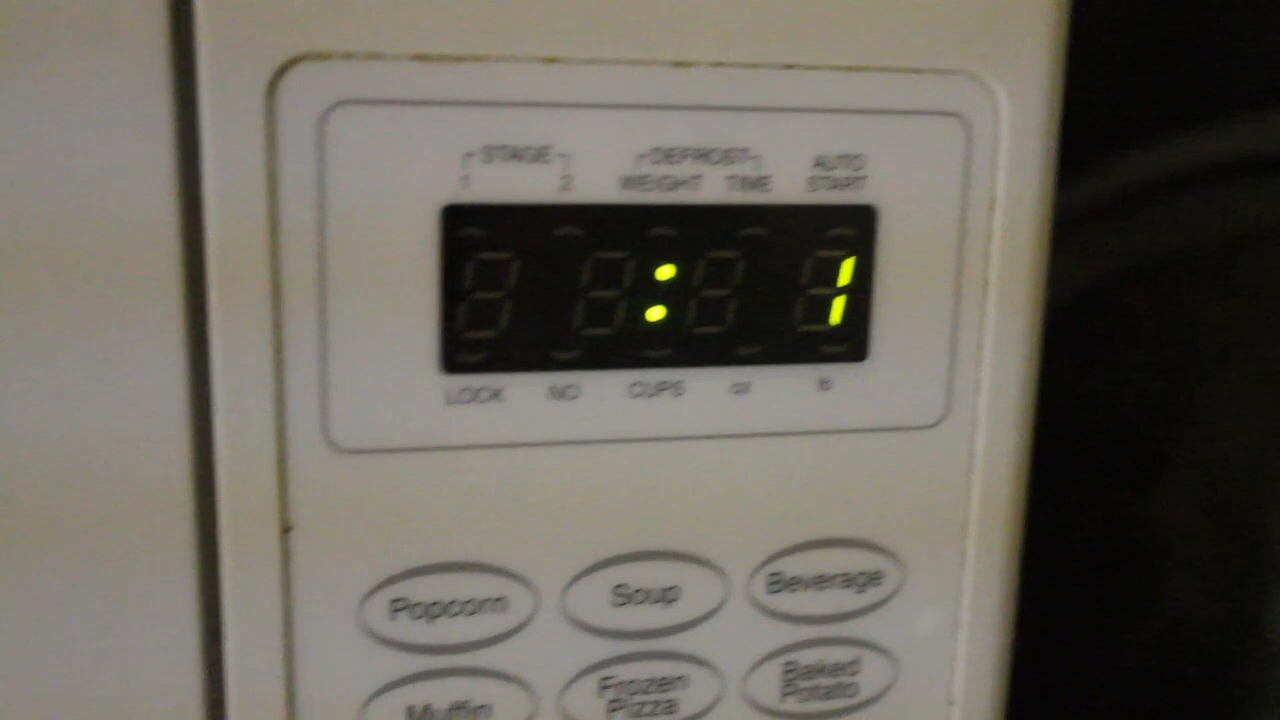 STAGE DEFROST AUTO
1 2 WEIGHT TIME START
:1
LOCK NO CUPS oz lb
Popcorn Soup Beverage
Muffin Frozen Pizza Baked Potato